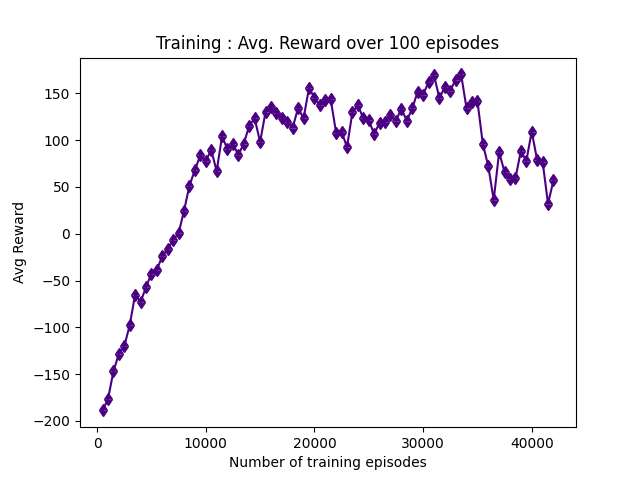 Training : Avg. Reward over 100 episodes
150
100
50
0
−50
−100
−150
−200
Avg Reward
0 10000 20000 30000 40000
Number of training episodes